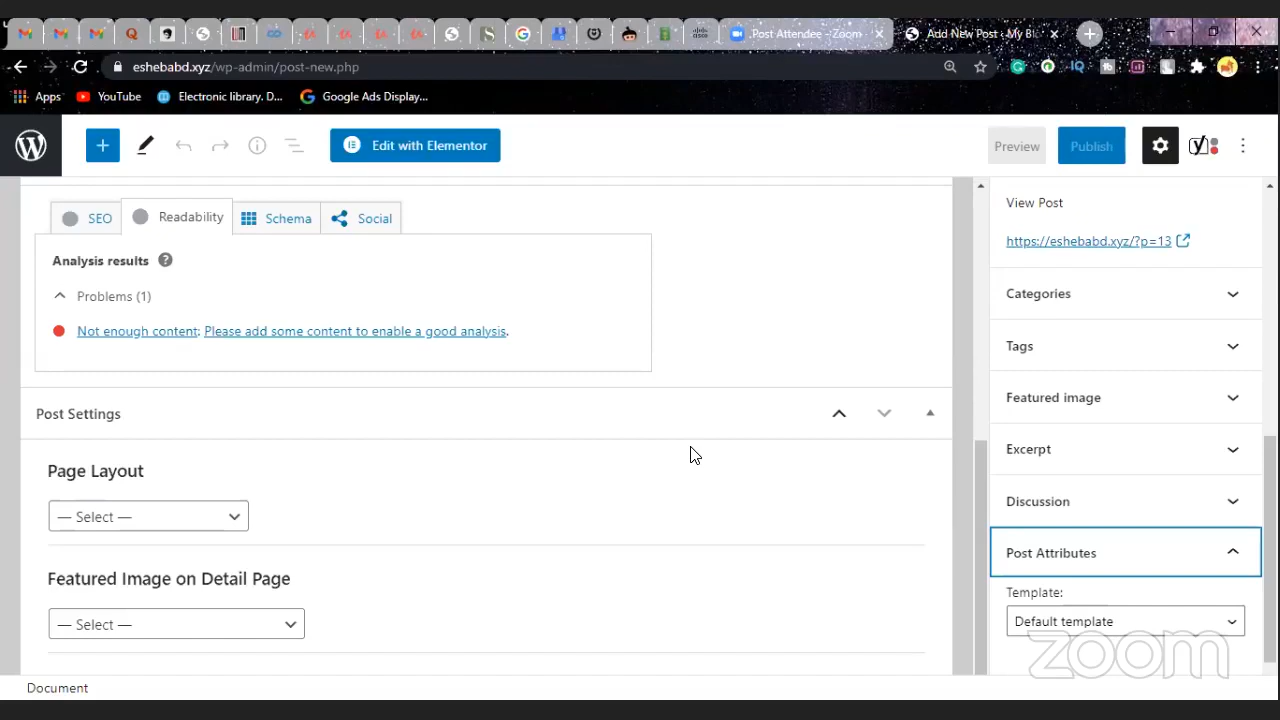 Post Attendee - Zoom
Add New Post ‹ My Bl
eshebabd.xyz/wp-admin/post-new.php
Apps
YouTube
Electronic library. D...
Google Ads Display...
Edit with Elementor
Preview
Publish
SEO
Readability
Schema
Social
Analysis results
Problems (1)
Not enough content: Please add some content to enable a good analysis.
Post Settings
Page Layout
— Select —
Featured Image on Detail Page
— Select —
View Post
https://eshebabd.xyz/?p=13
Categories
Tags
Featured image
Excerpt
Discussion
Post Attributes
Template:
Default template
zoom
Document